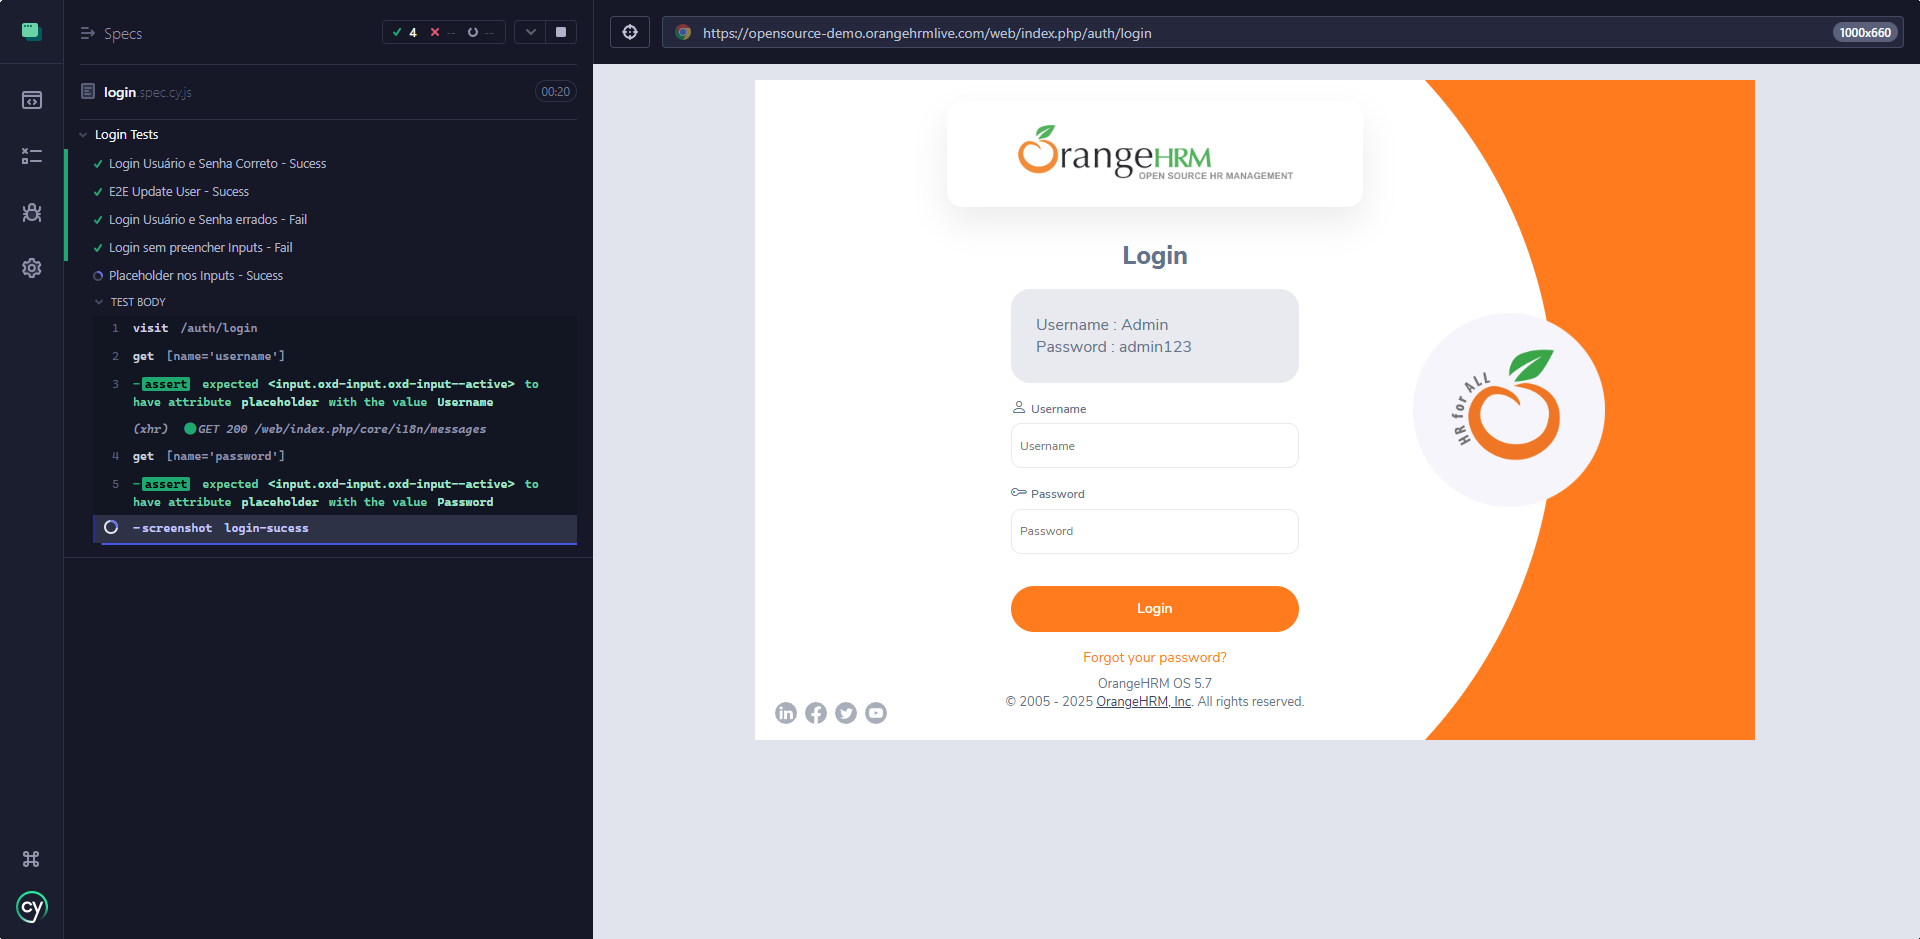 Specs
4 -- --
login.spec.cy.js
00:20
Login Tests
Login Usuário e Senha Correto - Sucess
E2E Update User - Sucess
Login Usuário e Senha errados - Fail
Login sem preencher Inputs - Fail
Placeholder nos Inputs - Sucess
TEST BODY
1 visit /auth/login
2 get [name='username']
3 -assert expected <input.oxd-input.oxd-input--active> to
have attribute placeholder with the value Username
(xhr) GET 200 /web/index.php/core/i18n/messages
4 get [name='password']
5 -assert expected <input.oxd-input.oxd-input--active> to
have attribute placeholder with the value Password
-screenshot login-sucess
cy
https://opensource-demo.orangehrmlive.com/web/index.php/auth/login
1000x660
OrangeHRM
OPEN SOURCE HR MANAGEMENT
Login
Username : Admin
Password : admin123
Username
Username
Password
Password
Login
Forgot your password?
OrangeHRM OS 5.7
© 2005 - 2025 OrangeHRM, Inc. All rights reserved.
in
HR for ALL